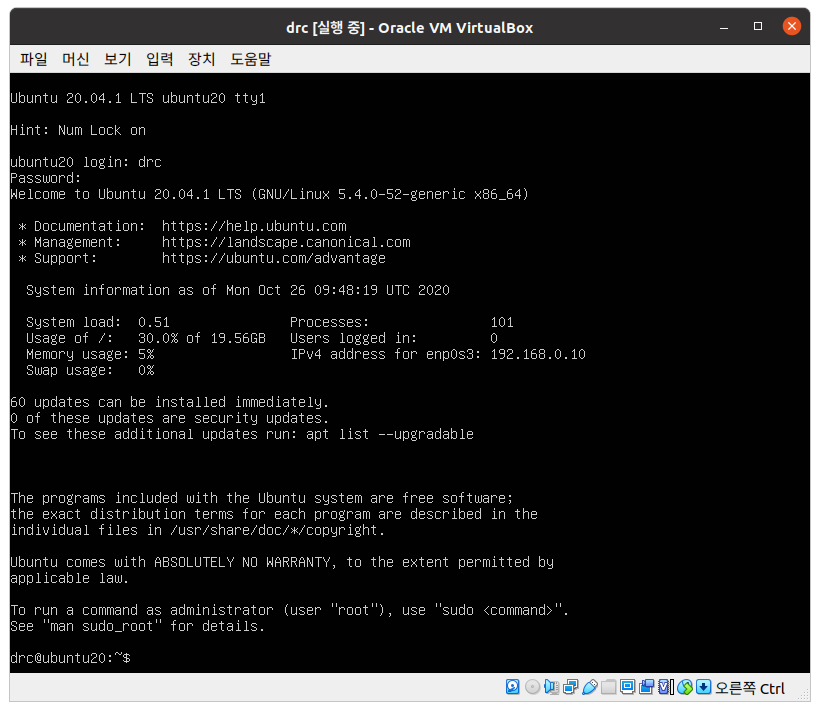 drc [실행 중] - Oracle VM VirtualBox
파일 머신 보기 입력 장치 도움말
Ubuntu 20.04.1 LTS ubuntu20 tty1
Hint: Num Lock on
ubuntu20 login: drc
Password:
Welcome to Ubuntu 20.04.1 LTS (GNU/Linux 5.4.0-52-generic x86_64)
* Documentation:  https://help.ubuntu.com
* Management:     https://landscape.canonical.com
* Support:        https://ubuntu.com/advantage
System information as of Mon Oct 26 09:48:19 UTC 2020
System load:  0.51               Processes:               101
Usage of /:   30.0% of 19.56GB   Users logged in:         0
Memory usage: 5%                 IPv4 address for enp0s3: 192.168.0.10
Swap usage:   0%
60 updates can be installed immediately.
0 of these updates are security updates.
To see these additional updates run: apt list --upgradable
The programs included with the Ubuntu system are free software;
the exact distribution terms for each program are described in the
individual files in /usr/share/doc/*/copyright.
Ubuntu comes with ABSOLUTELY NO WARRANTY, to the extent permitted by
applicable law.
To run a command as administrator (user "root"), use "sudo <command>".
See "man sudo_root" for details.
drc@ubuntu20:~$
오른쪽 Ctrl